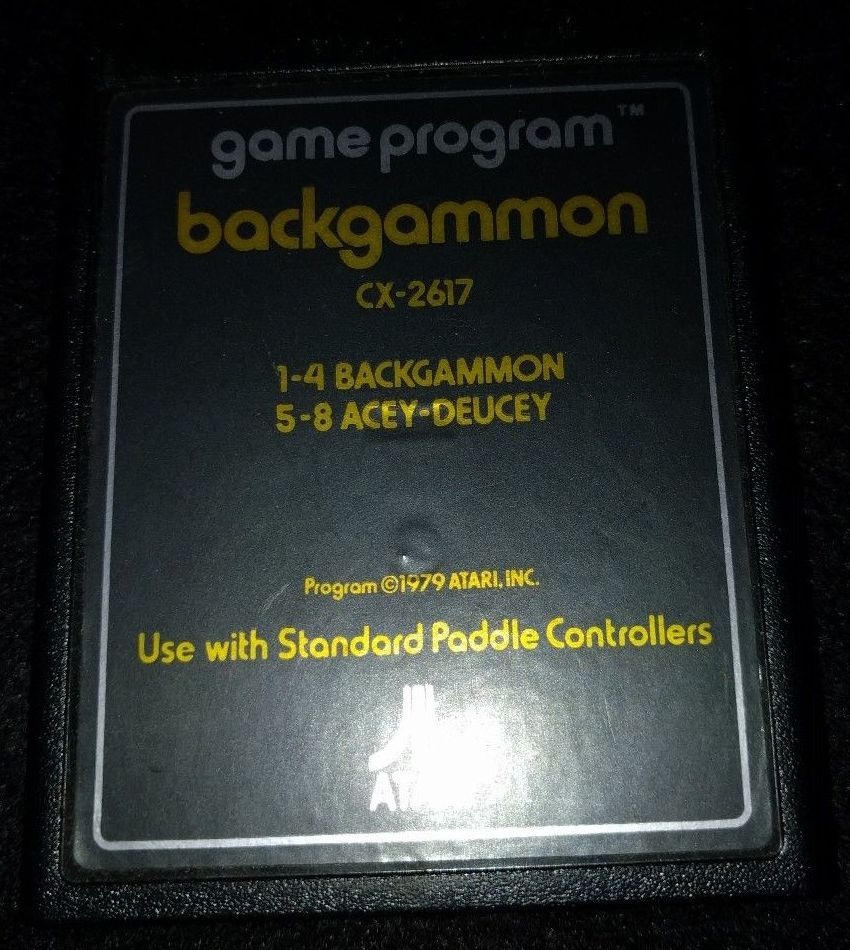 game program™
backgammon
CX-2617
1-4 BACKGAMMON
5-8 ACEY-DEUCEY
Program ©1979 ATARI, INC.
Use with Standard Paddle Controllers